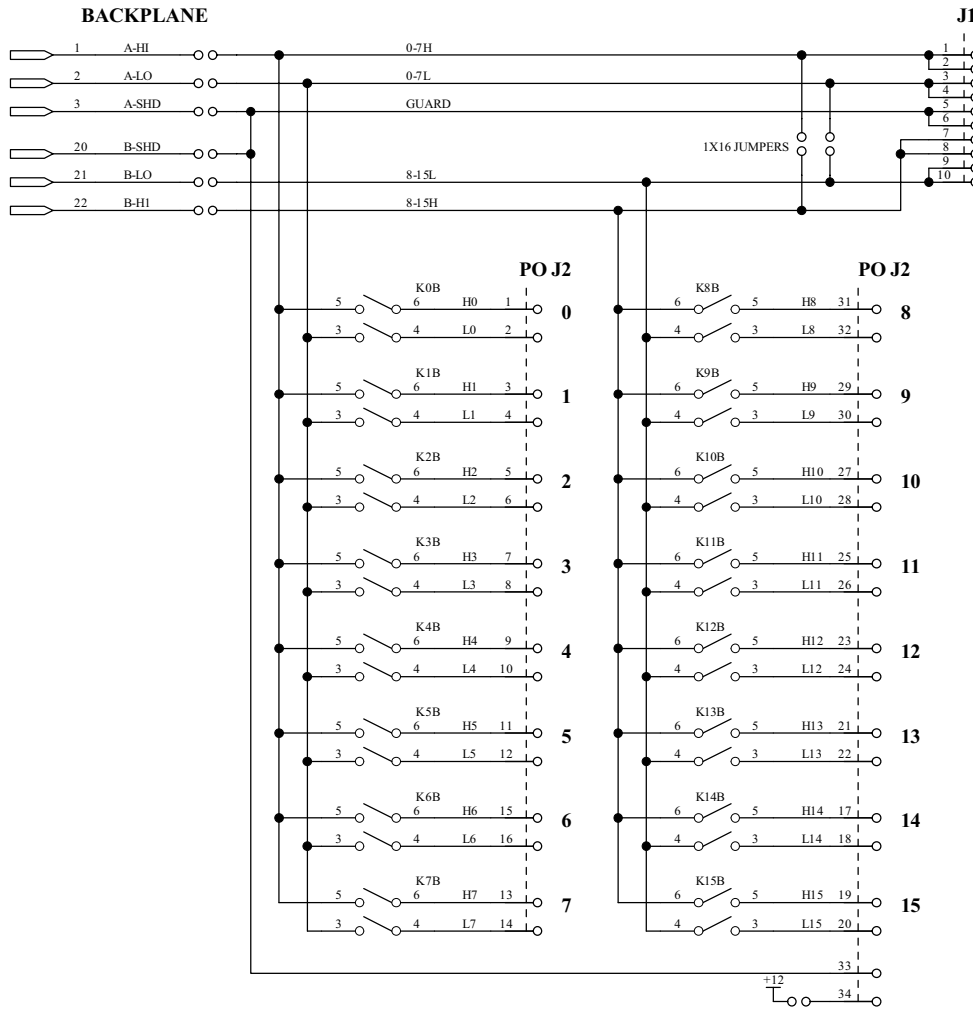 BACKPLANE J1
1 A-HI 0-7H 1
2
2 A-LO 0-7L 3
4
3 A-SHD GUARD 5
6
7
20 B-SHD 1X16 JUMPERS 8
9
21 B-LO 8-15L 10
22 B-H1 8-15H
PO J2 PO J2
K0B K8B
5 6 H0 1 0 6 5 H8 31 8
3 4 L0 2 4 3 L8 32
K1B K9B
5 6 H1 3 1 6 5 H9 29 9
3 4 L1 4 4 3 L9 30
K2B K10B
5 6 H2 5 2 6 5 H10 27 10
3 4 L2 6 4 3 L10 28
K3B K11B
5 6 H3 7 3 6 5 H11 25 11
3 4 L3 8 4 3 L11 26
K4B K12B
5 6 H4 9 4 6 5 H12 23 12
3 4 L4 10 4 3 L12 24
K5B K13B
5 6 H5 11 5 6 5 H13 21 13
3 4 L5 12 4 3 L13 22
K6B K14B
5 6 H6 15 6 6 5 H14 17 14
3 4 L6 16 4 3 L14 18
K7B K15B
5 6 H7 13 7 6 5 H15 19 15
3 4 L7 14 4 3 L15 20
33
+12
34